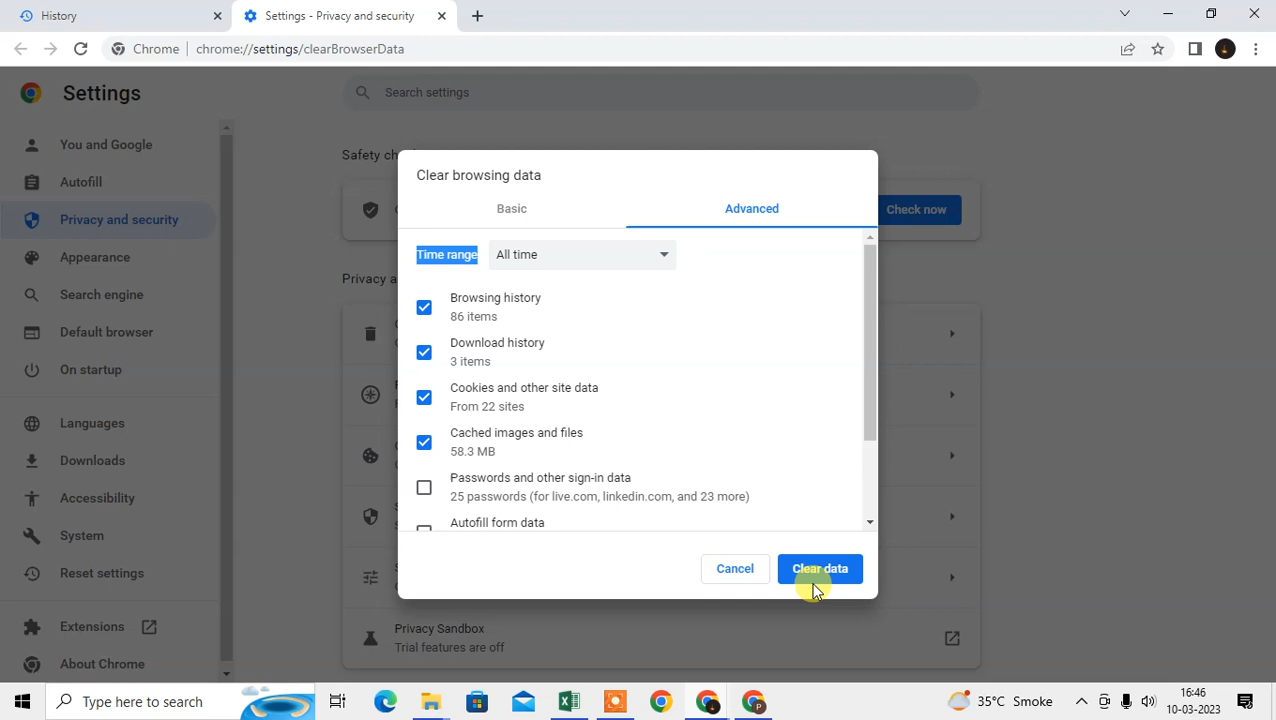 History
Settings - Privacy and security
Chrome
chrome://settings/clearBrowserData
Settings
Search settings
You and Google
Autofill
Privacy and security
Appearance
Search engine
Default browser
On startup
Languages
Downloads
Accessibility
System
Reset settings
Extensions
About Chrome
Safety ch
Check now
Privacy a
Clear browsing data
Basic
Advanced
Time range
All time
Browsing history
86 items
Download history
3 items
Cookies and other site data
From 22 sites
Cached images and files
58.3 MB
Passwords and other sign-in data
25 passwords (for live.com, linkedin.com, and 23 more)
Autofill form data
Cancel
Clear data
Privacy Sandbox
Trial features are off
Type here to search
35°C Smoke
16:46
10-03-2023